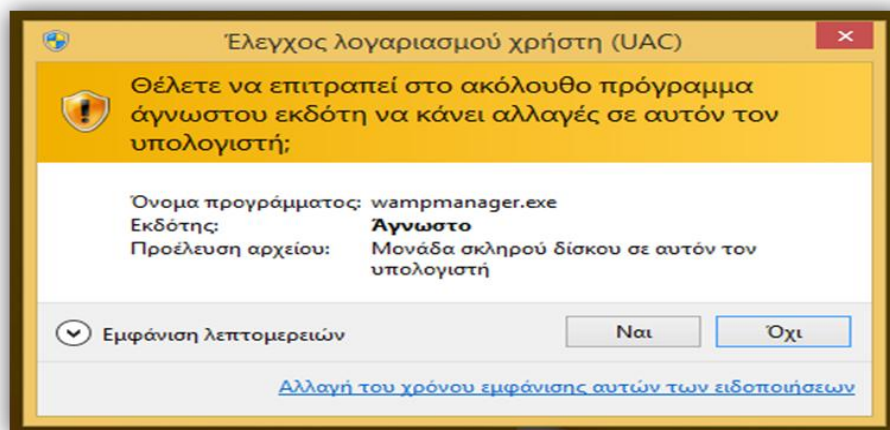 Έλεγχος λογαριασμού χρήστη (UAC)
Θέλετε να επιτραπεί στο ακόλουθο πρόγραμμα
άγνωστου εκδότη να κάνει αλλαγές σε αυτόν τον
υπολογιστή;
Όνομα προγράμματος: wampmanager.exe
Εκδότης: Άγνωστο
Προέλευση αρχείου: Μονάδα σκληρού δίσκου σε αυτόν τον
υπολογιστή
Εμφάνιση λεπτομερειών Ναι Όχι
Αλλαγή του χρόνου εμφάνισης αυτών των ειδοποιήσεων